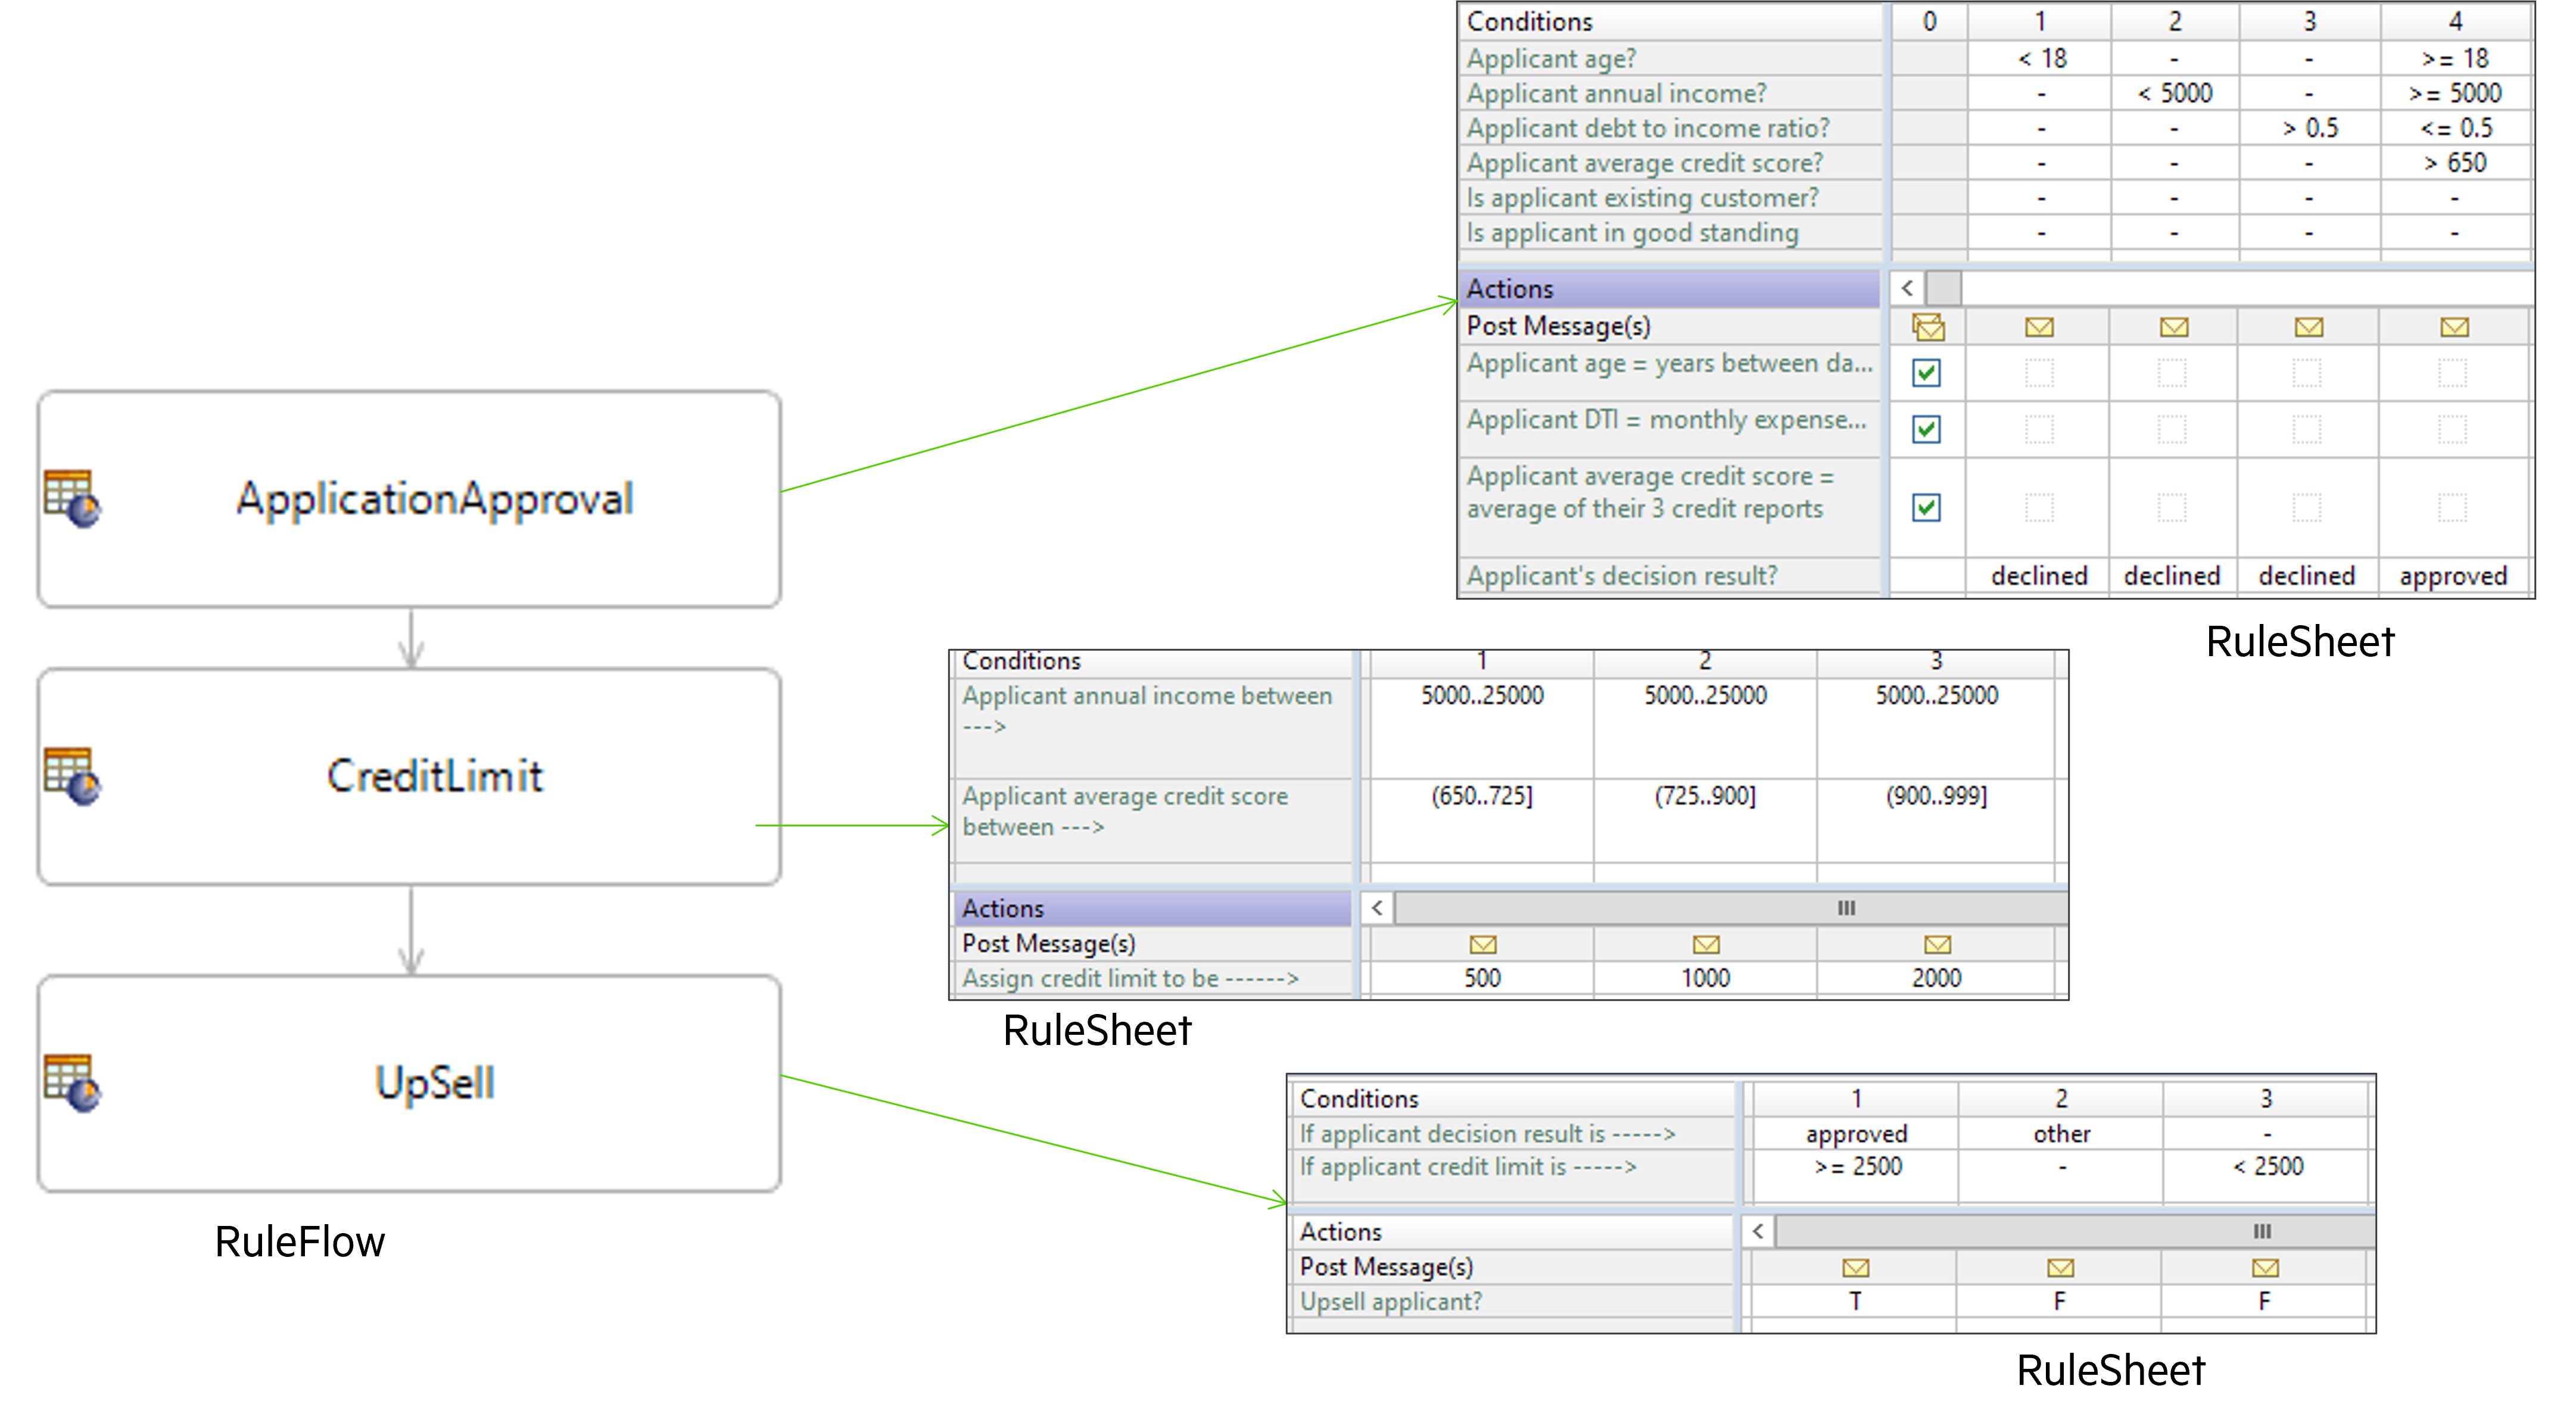 ApplicationApproval
CreditLimit
UpSell
RuleFlow
Conditions 0 1 2 3 4
Applicant age? < 18 - - >= 18
Applicant annual income? - < 5000 - >= 5000
Applicant debt to income ratio? - - > 0.5 <= 0.5
Applicant average credit score? - - - > 650
Is applicant existing customer? - - - -
Is applicant in good standing - - - -
Actions
Post Message(s)
Applicant age = years between da...
Applicant DTI = monthly expense...
Applicant average credit score =
average of their 3 credit reports
Applicant's decision result? declined declined declined approved
RuleSheet
Conditions 1 2 3
Applicant annual income between 5000..25000 5000..25000 5000..25000
--->
Applicant average credit score (650..725] (725..900] (900..999]
between --->
Actions
Post Message(s)
Assign credit limit to be ------> 500 1000 2000
RuleSheet
Conditions 1 2 3
If applicant decision result is -----> approved other -
If applicant credit limit is -----> >= 2500 - < 2500
Actions
Post Message(s)
Upsell applicant? T F F
RuleSheet